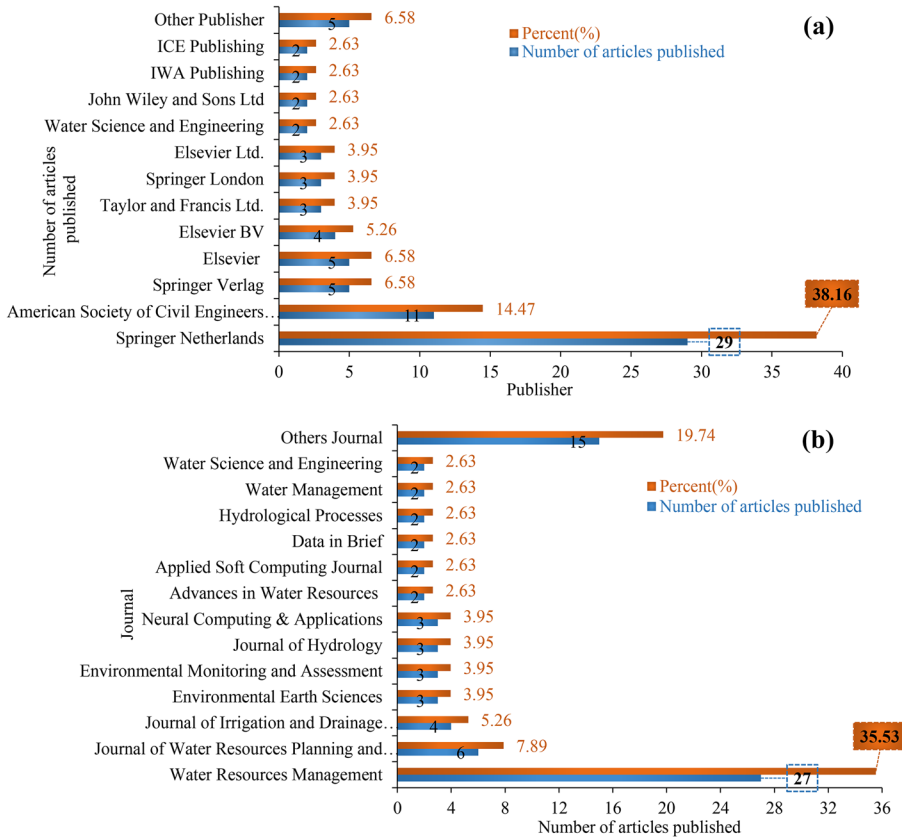 (a)
Percent(%)
Number of articles published
Other Publisher 5 6.58
ICE Publishing 2 2.63
IWA Publishing 2 2.63
John Wiley and Sons Ltd 2 2.63
Water Science and Engineering 2 2.63
Elsevier Ltd. 3 3.95
Springer London 3 3.95
Taylor and Francis Ltd. 3 3.95
Elsevier BV 4 5.26
Elsevier 5 6.58
Springer Verlag 5 6.58
American Society of Civil Engineers… 11 14.47
Springer Netherlands 29 38.16
Number of articles
published
0 5 10 15 20 25 30 35 40
Publisher
(b)
Percent(%)
Number of articles published
Others Journal 15 19.74
Water Science and Engineering 2 2.63
Water Management 2 2.63
Hydrological Processes 2 2.63
Data in Brief 2 2.63
Applied Soft Computing Journal 2 2.63
Advances in Water Resources 2 2.63
Neural Computing & Applications 3 3.95
Journal of Hydrology 3 3.95
Environmental Monitoring and Assessment 3 3.95
Environmental Earth Sciences 3 3.95
Journal of Irrigation and Drainage… 4 5.26
Journal of Water Resources Planning and… 6 7.89
Water Resources Management 27 35.53
Journal
0 4 8 12 16 20 24 28 32 36
Number of articles published